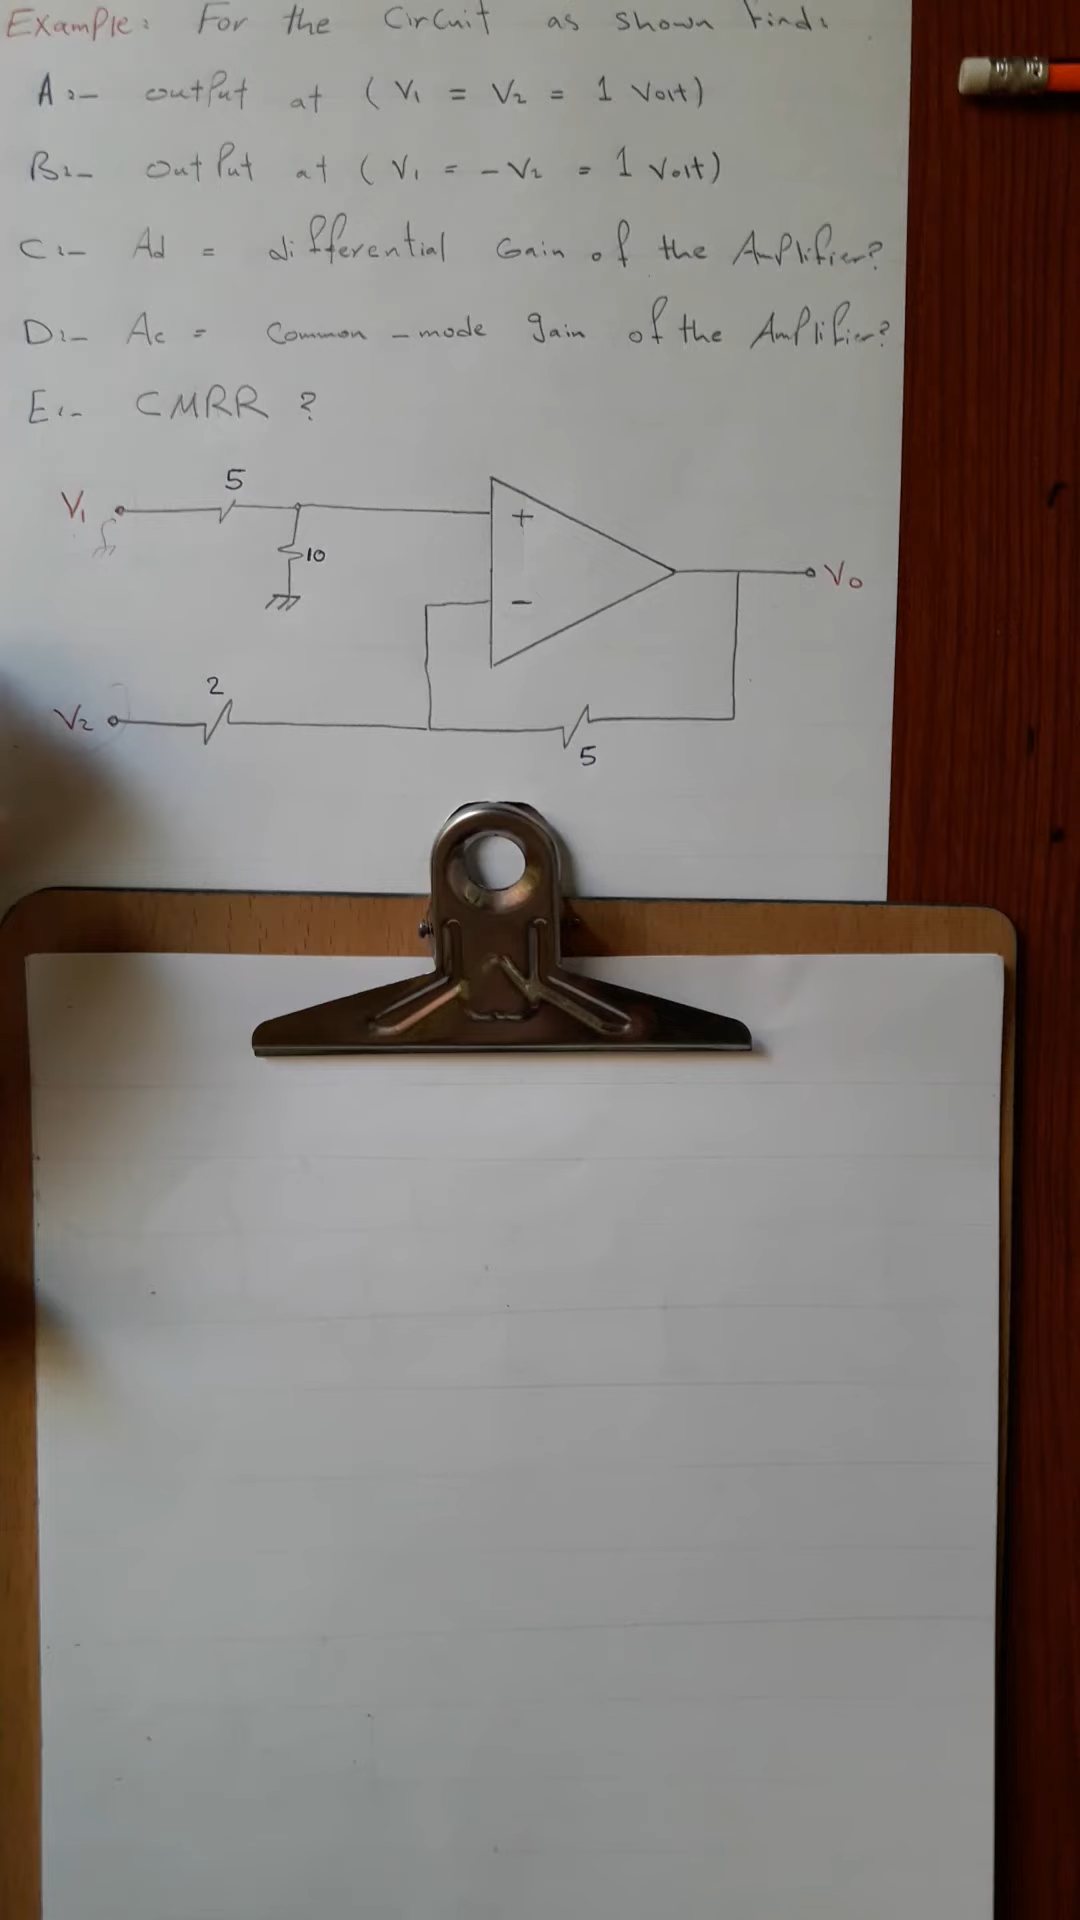 Example: For the Circuit as shown Find:
A:- output at ( V1 = V2 = 1 Volt)
B:- output at ( V1 = - V2 = 1 Volt)
C:- Ad = differential Gain of the Amplifier?
D:- Ac = Common - mode gain of the Amplifier?
E:- CMRR ?
5
V1
+
10
Vo
-
2
V2
5